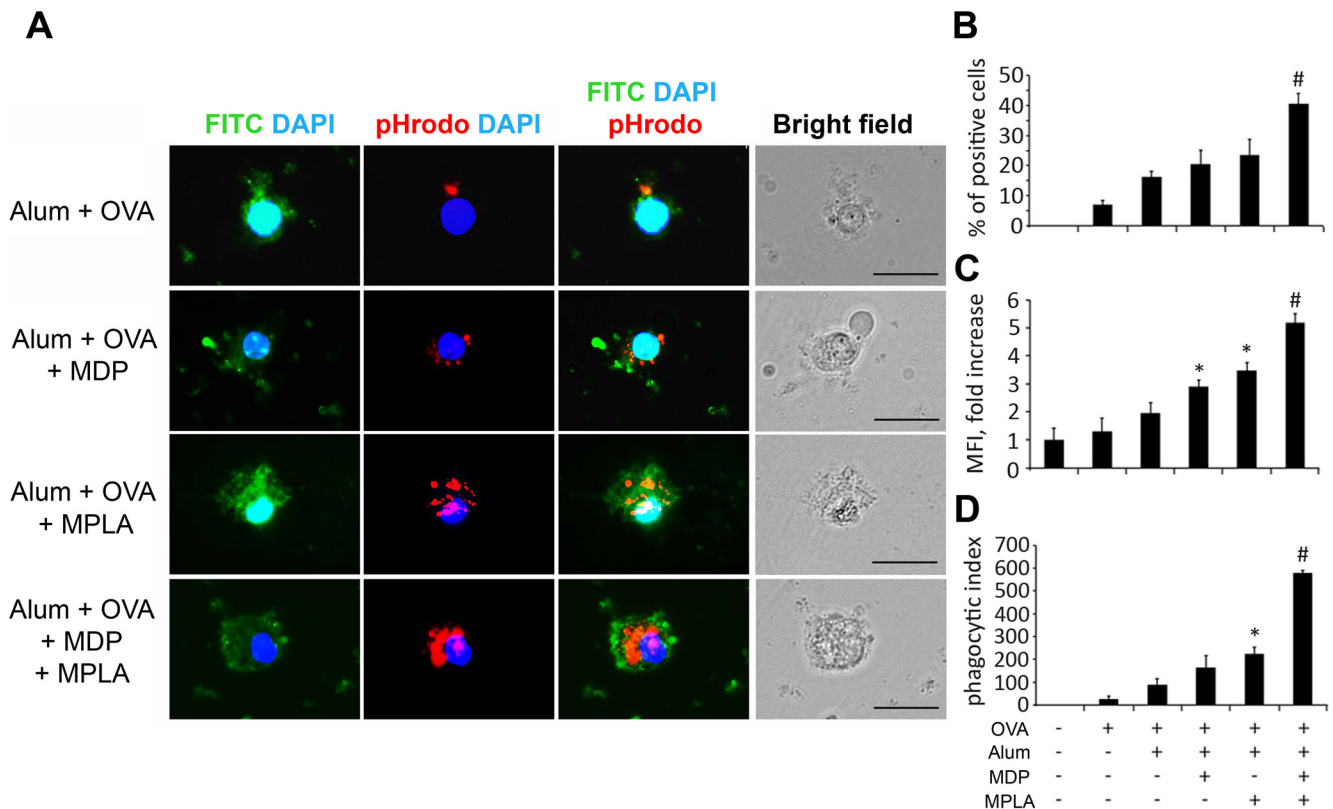 A
FITC DAPI
pHrodo DAPI
FITC DAPI
pHrodo
Bright field
Alum + OVA
Alum + OVA
+ MDP
Alum + OVA
+ MPLA
Alum + OVA
+ MDP
+ MPLA
B
% of positive cells
50
40
30
20
10
0
#
C
MFI, fold increase
6
5
4
3
2
1
0
* * #
D
phagocytic index
700
600
500
400
300
200
100
0
* #
OVA - + + + + +
Alum - - + + + +
MDP - - - + - +
MPLA - - - - + +